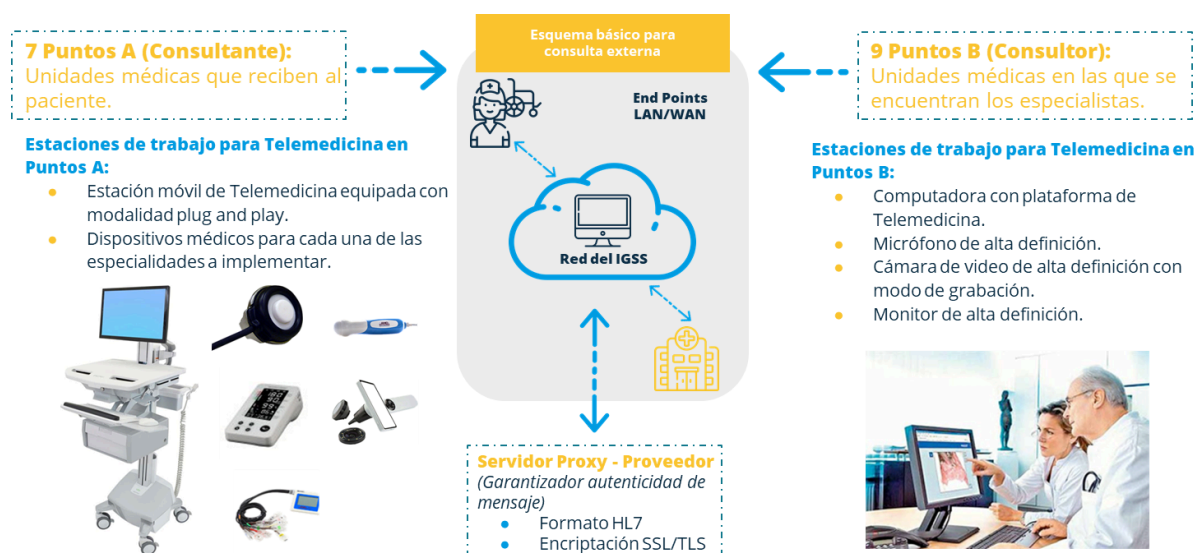 7 Puntos A (Consultante):
Unidades médicas que reciben al
paciente.
Estaciones de trabajo para Telemedicina en
Puntos A:
Estación móvil de Telemedicina equipada con
modalidad plug and play.
Dispositivos médicos para cada una de las
especialidades a implementar.
Esquema básico para
consulta externa
End Points
LAN/WAN
Red del IGSS
Servidor Proxy - Proveedor
(Garantizador autenticidad de
mensaje)
Formato HL7
Encriptación SSL/TLS
9 Puntos B (Consultor):
Unidades médicas en las que se
encuentran los especialistas.
Estaciones de trabajo para Telemedicina en
Puntos B:
Computadora con plataforma de
Telemedicina.
Micrófono de alta definición.
Cámara de video de alta definición con
modo de grabación.
Monitor de alta definición.